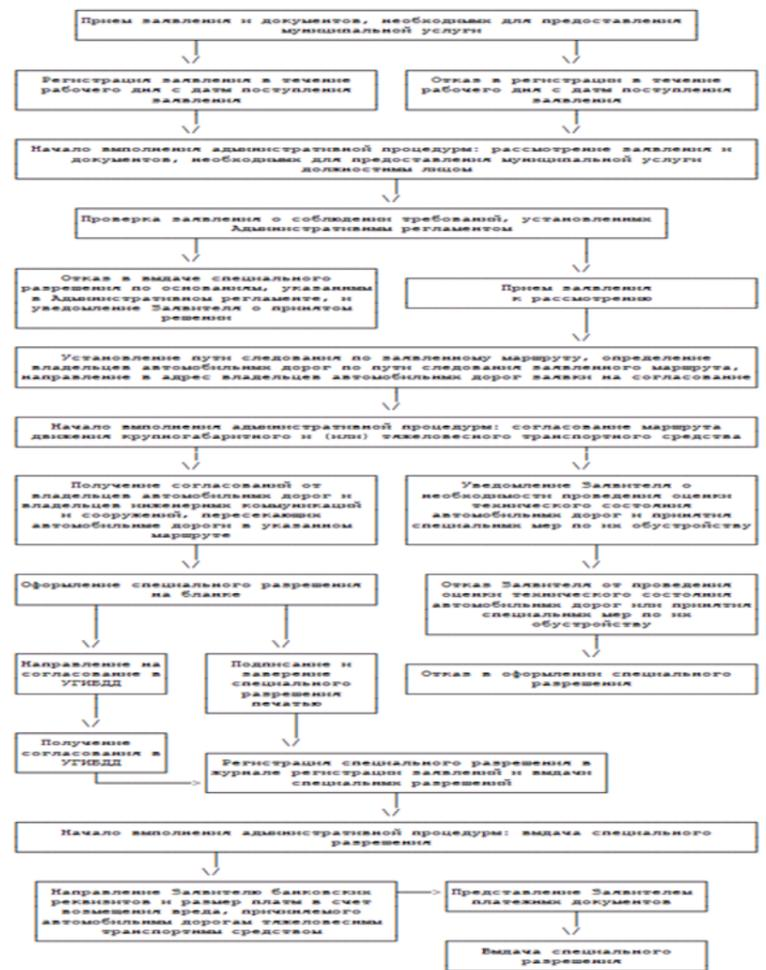 Прием заявления и документов, необходимых для предоставления
муниципальной услуги
Регистрация заявления в течение
рабочего дня с даты поступления
заявления
Отказ в регистрации в течение
рабочего дня с даты поступления
заявления
Начало выполнения административной процедуры: рассмотрение заявления и
документов, необходимых для предоставления муниципальной услуги
должностным лицом
Проверка заявления о соблюдении требований, установленных
Административным регламентом
Отказ в выдаче специального
разрешения по основаниям, указанным
в Административном регламенте, и
уведомление Заявителя о принятом
решении
Прием заявления
к рассмотрению
Установление пути следования по заявленному маршруту, определение
владельцев автомобильных дорог по пути следования заявленного маршрута,
направление в адрес владельцев автомобильных дорог заявки на согласование
Начало выполнения административной процедуры: согласование маршрута
движения крупногабаритного и (или) тяжеловесного транспортного средства
Получение согласований от
владельцев автомобильных дорог и
владельцев инженерных коммуникаций
и сооружений, пересекающих
автомобильные дороги в указанном
маршруте
Уведомление Заявителя о
необходимости проведения оценки
технического состояния
автомобильных дорог и принятия
специальных мер по их обустройству
Оформление специального разрешения
на бланке
Отказ Заявителя от проведения
оценки технического состояния
автомобильных дорог или принятия
специальных мер по их
обустройству
Направление на
согласование в
УГИБДД
Подписание и
заверение
специального
разрешения
печатью
Отказ в оформлении специального
разрешения
Получение
согласования в
УГИБДД
Регистрация специального разрешения в
журнале регистрации заявлений и выдачи
специальных разрешений
Начало выполнения административной процедуры: выдача специального
разрешения
Направление Заявителю банковских
реквизитов и размер платы в счет
возмещения вреда, причиняемого
автомобильным дорогам тяжеловесным
транспортным средством
Представление Заявителем
платежных документов
Выдача специального
разрешения